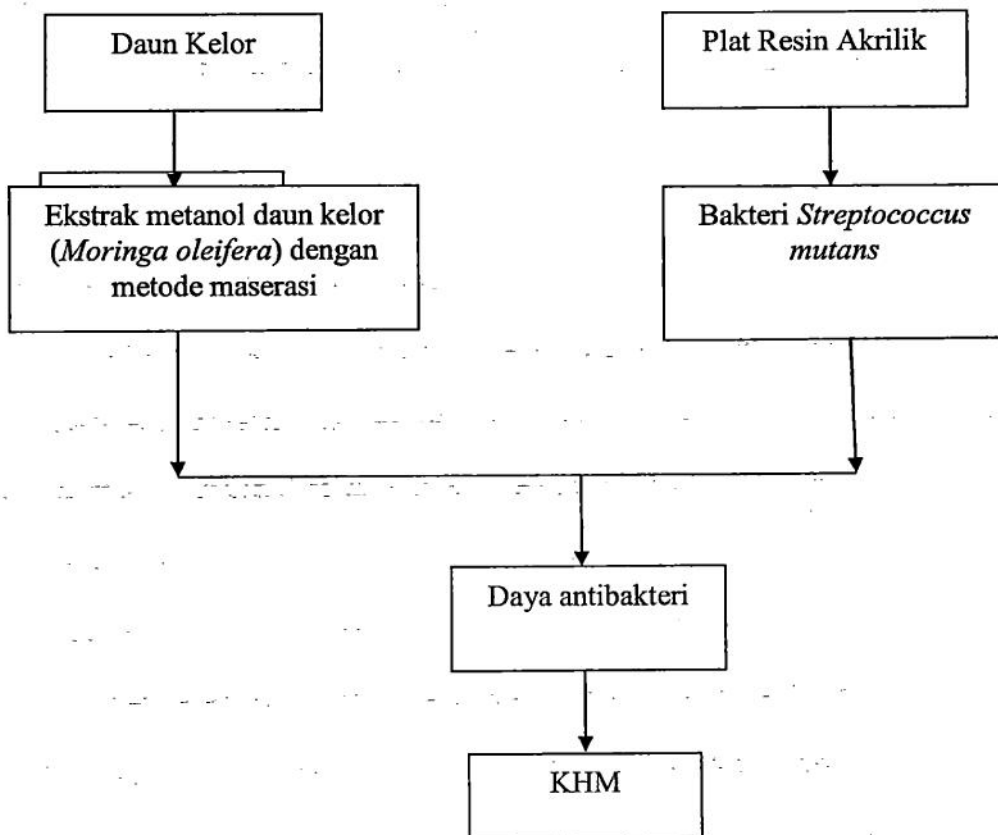 Daun Kelor
Plat Resin Akrilik
Ekstrak metanol daun kelor
(Moringa oleifera) dengan
metode maserasi
Bakteri Streptococcus
mutans
Daya antibakteri
KHM